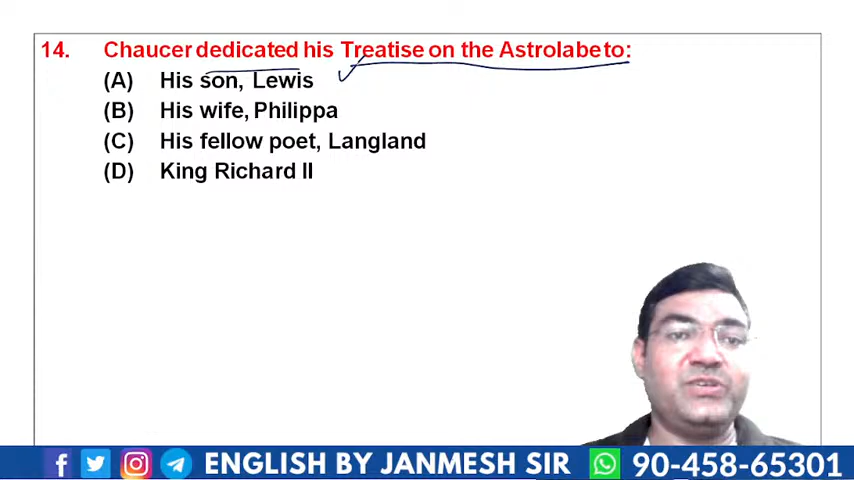 14. Chaucer dedicated his Treatise on the Astrolabe to:
(A) His son, Lewis
(B) His wife, Philippa
(C) His fellow poet, Langland
(D) King Richard II
ENGLISH BY JANMESH SIR 90-458-65301